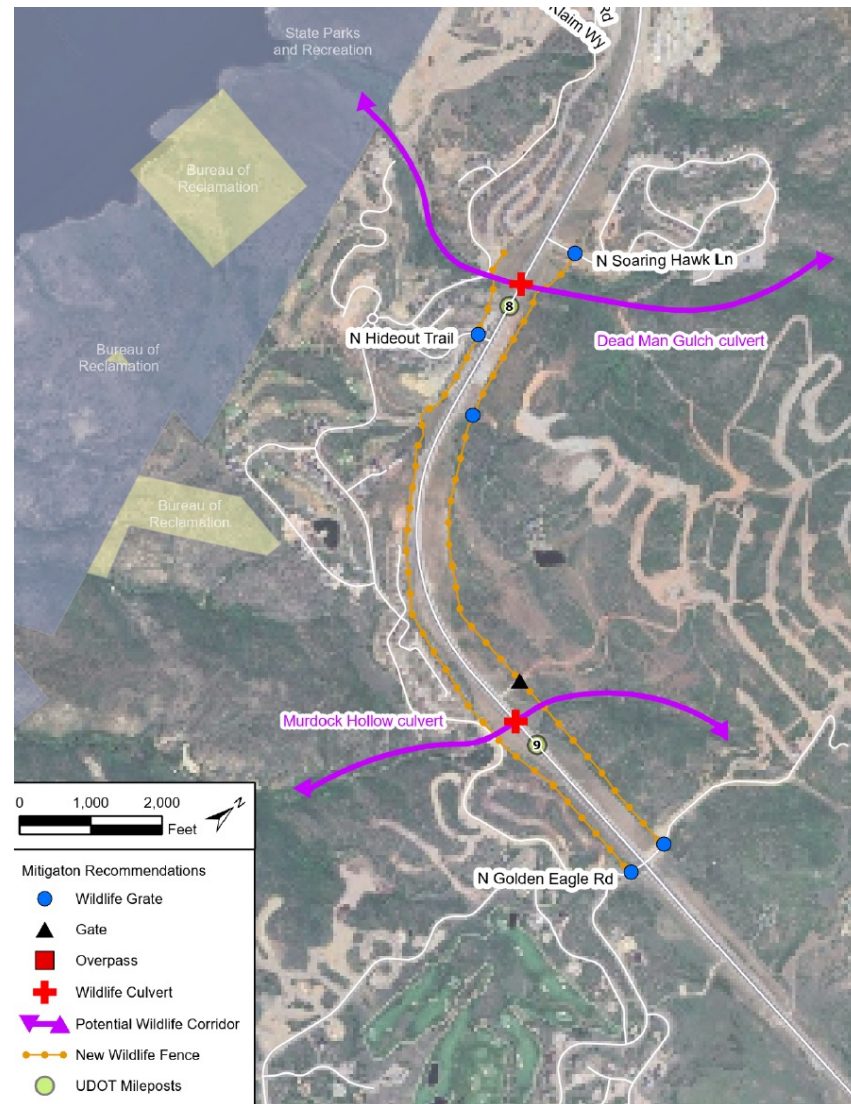 Klaim Wy
Rd
State Parks
and Recreation
Bureau of
Reclamation
N Soaring Hawk Ln
8
N Hideout Trail
Dead Man Gulch culvert
Bureau of
Reclamation
Bureau of
Reclamation
Murdock Hollow culvert
9
N Golden Eagle Rd
0 1,000 2,000
Feet
N
Mitigaton Recommendations
Wildlife Grate
Gate
Overpass
Wildlife Culvert
Potential Wildlife Corridor
New Wildlife Fence
UDOT Mileposts